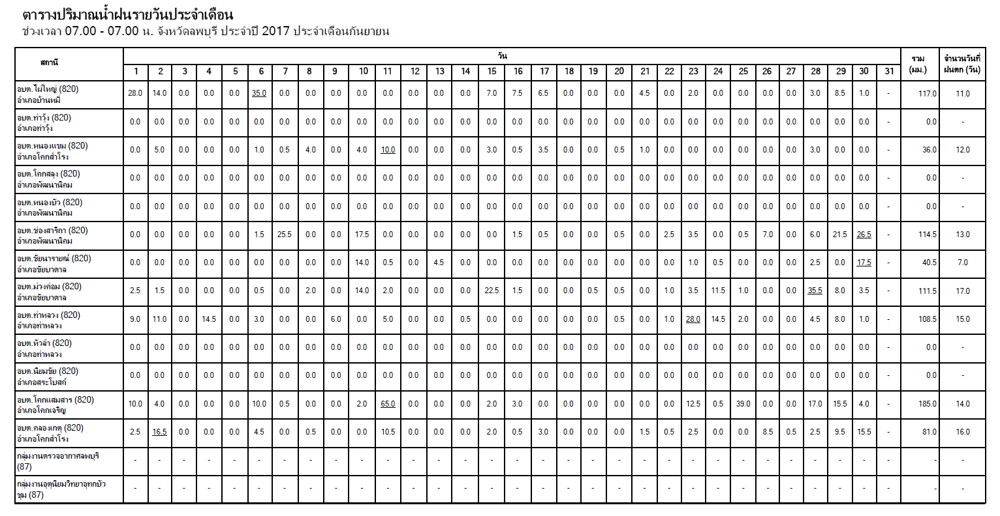 ตารางปริมาณน้ำฝนรายวันประจำเดือน
ช่วงเวลา 07.00 - 07.00 น. จังหวัดลพบุรี ประจำปี 2017 ประจำเดือนกันยายน
สถานี วัน รวม (มม.) จำนวนวันที่ ฝนตก (วัน)
1 2 3 4 5 6 7 8 9 10 11 12 13 14 15 16 17 18 19 20 21 22 23 24 25 26 27 28 29 30 31
อบต.ไผ่ใหญ่ (820)
อำเภอบ้านหมี่
28.0 14.0 0.0 0.0 0.0 35.0 0.0 0.0 0.0 0.0 0.0 0.0 0.0 0.0 7.0 7.5 6.5 0.0 0.0 0.0 4.5 0.0 2.0 0.0 0.0 0.0 0.0 3.0 8.5 1.0 - 117.0 11.0
อบต.ท่าวุ้ง (820)
อำเภอท่าวุ้ง
0.0 0.0 0.0 0.0 0.0 0.0 0.0 0.0 0.0 0.0 0.0 0.0 0.0 0.0 0.0 0.0 0.0 0.0 0.0 0.0 0.0 0.0 0.0 0.0 0.0 0.0 0.0 0.0 0.0 0.0 - 0.0 -
อบต.หนองแขม (820)
อำเภอโคกสำโรง
0.0 5.0 0.0 0.0 0.0 1.0 0.5 4.0 0.0 4.0 10.0 0.0 0.0 0.0 3.0 0.5 3.5 0.0 0.0 0.5 1.0 0.0 0.0 0.0 0.0 0.0 0.0 3.0 0.0 0.0 - 36.0 12.0
อบต.โคกสลุง (820)
อำเภอพัฒนานิคม
0.0 0.0 0.0 0.0 0.0 0.0 0.0 0.0 0.0 0.0 0.0 0.0 0.0 0.0 0.0 0.0 0.0 0.0 0.0 0.0 0.0 0.0 0.0 0.0 0.0 0.0 0.0 0.0 0.0 0.0 - 0.0 -
อบต.หนองบัว (820)
อำเภอพัฒนานิคม
0.0 0.0 0.0 0.0 0.0 0.0 0.0 0.0 0.0 0.0 0.0 0.0 0.0 0.0 0.0 0.0 0.0 0.0 0.0 0.0 0.0 0.0 0.0 0.0 0.0 0.0 0.0 0.0 0.0 0.0 - 0.0 -
อบต.ช่องสาริกา (820)
อำเภอพัฒนานิคม
0.0 0.0 0.0 0.0 0.0 1.5 25.5 0.0 0.0 17.5 0.0 0.0 0.0 0.0 0.0 1.5 0.5 0.0 0.0 0.5 0.0 2.5 3.5 0.0 0.5 7.0 0.0 6.0 21.5 26.5 - 114.5 13.0
อบต.ชัยนารายณ์ (820)
อำเภอชัยบาดาล
0.0 0.0 0.0 0.0 0.0 0.0 0.0 0.0 0.0 14.0 0.5 0.0 4.5 0.0 0.0 0.0 0.0 0.0 0.0 0.0 0.0 0.0 1.0 0.5 0.0 0.0 0.0 2.5 0.0 17.5 - 40.5 7.0
อบต.ม่วงค่อม (820)
อำเภอชัยบาดาล
2.5 1.5 0.0 0.0 0.0 0.5 0.0 2.0 0.0 14.0 2.0 0.0 0.0 0.0 22.5 1.5 0.0 0.0 0.5 0.5 0.0 1.0 3.5 11.5 1.0 0.0 0.0 35.5 8.0 3.5 - 111.5 17.0
อบต.ท่าหลวง (820)
อำเภอท่าหลวง
9.0 11.0 0.0 14.5 0.0 3.0 0.0 0.0 6.0 0.0 5.0 0.0 0.0 0.5 0.0 0.0 0.0 0.0 0.0 0.5 0.0 1.0 28.0 14.5 2.0 0.0 0.0 4.5 8.0 1.0 - 108.5 15.0
อบต.หัวลำ (820)
อำเภอท่าหลวง
0.0 0.0 0.0 0.0 0.0 0.0 0.0 0.0 0.0 0.0 0.0 0.0 0.0 0.0 0.0 0.0 0.0 0.0 0.0 0.0 0.0 0.0 0.0 0.0 0.0 0.0 0.0 0.0 0.0 0.0 - 0.0 -
อบต.นิยมชัย (820)
อำเภอสระโบสถ์
0.0 0.0 0.0 0.0 0.0 0.0 0.0 0.0 0.0 0.0 0.0 0.0 0.0 0.0 0.0 0.0 0.0 0.0 0.0 0.0 0.0 0.0 0.0 0.0 0.0 0.0 0.0 0.0 0.0 0.0 - 0.0 -
อบต.โคกแสมสาร (820)
อำเภอโคกเจริญ
10.0 4.0 0.0 0.0 0.0 10.0 0.5 0.0 0.0 2.0 65.0 0.0 0.0 0.0 2.0 3.0 0.0 0.0 0.0 0.0 0.0 0.0 12.5 0.5 39.0 0.0 0.0 17.0 15.5 4.0 - 185.0 14.0
อบต.คลองเกตุ (820)
อำเภอโคกสำโรง
2.5 16.5 0.0 0.0 0.0 4.5 0.0 0.5 0.0 0.0 10.5 0.0 0.0 0.0 2.0 0.5 3.0 0.0 0.0 0.0 1.5 0.5 2.5 0.0 0.0 8.5 0.5 2.5 9.5 15.5 - 81.0 16.0
กลุ่มงานตรวจอากาศลพบุรี
(87)
- - - - - - - - - - - - - - - - - - - - - - - - - - - - - - - - -
กลุ่มงานอุตุนิยมวิทยาอุทกบัว
ชุม (87)
- - - - - - - - - - - - - - - - - - - - - - - - - - - - - - - - -